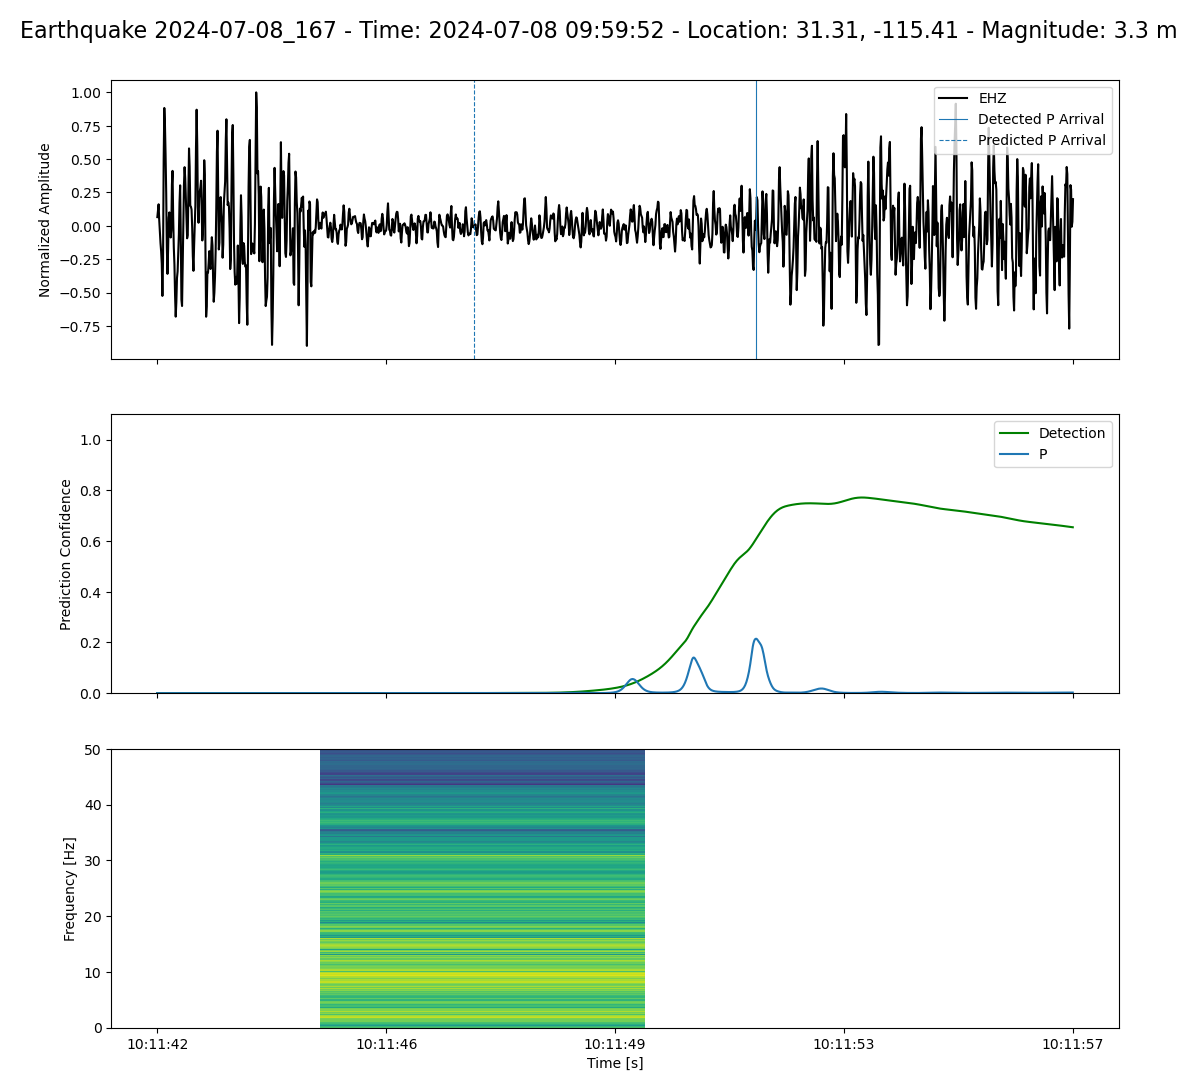 Earthquake 2024-07-08_167 - Time: 2024-07-08 09:59:52 - Location: 31.31, -115.41 - Magnitude: 3.3 m
1.00
0.75
0.50
0.25
0.00
−0.25
−0.50
−0.75
Normalized Amplitude
EHZ
Detected P Arrival
Predicted P Arrival
1.0
0.8
0.6
0.4
0.2
0.0
Prediction Confidence
Detection
P
50
40
30
20
10
0
Frequency [Hz]
10:11:42 10:11:46 10:11:49 10:11:53 10:11:57
Time [s]